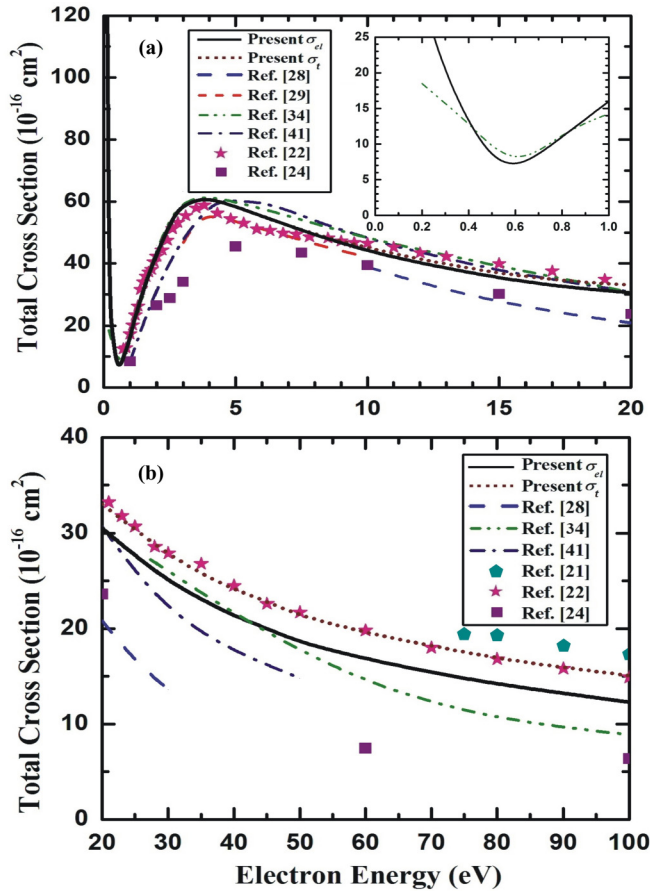 (a)
Present σel
Present σt
Ref. [28]
Ref. [29]
Ref. [34]
Ref. [41]
Ref. [22]
Ref. [24]
25
20
15
10
5
0
0.0 0.2 0.4 0.6 0.8 1.0
Total Cross Section (10-16 cm2)
120
100
80
60
40
20
0
0 5 10 15 20
(b)
Present σel
Present σt
Ref. [28]
Ref. [34]
Ref. [41]
Ref. [21]
Ref. [22]
Ref. [24]
Total Cross Section (10-16 cm2)
40
30
20
10
0
20 30 40 50 60 70 80 90 100
Electron Energy (eV)